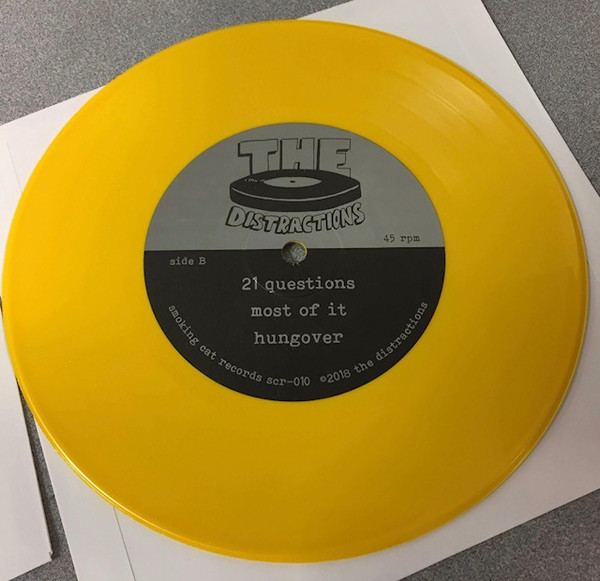 THE
DISTRACTIONS
45 rpm
side B
21 questions
most of it
hungover
smoking cat records scr-010 ©2018 the distractions